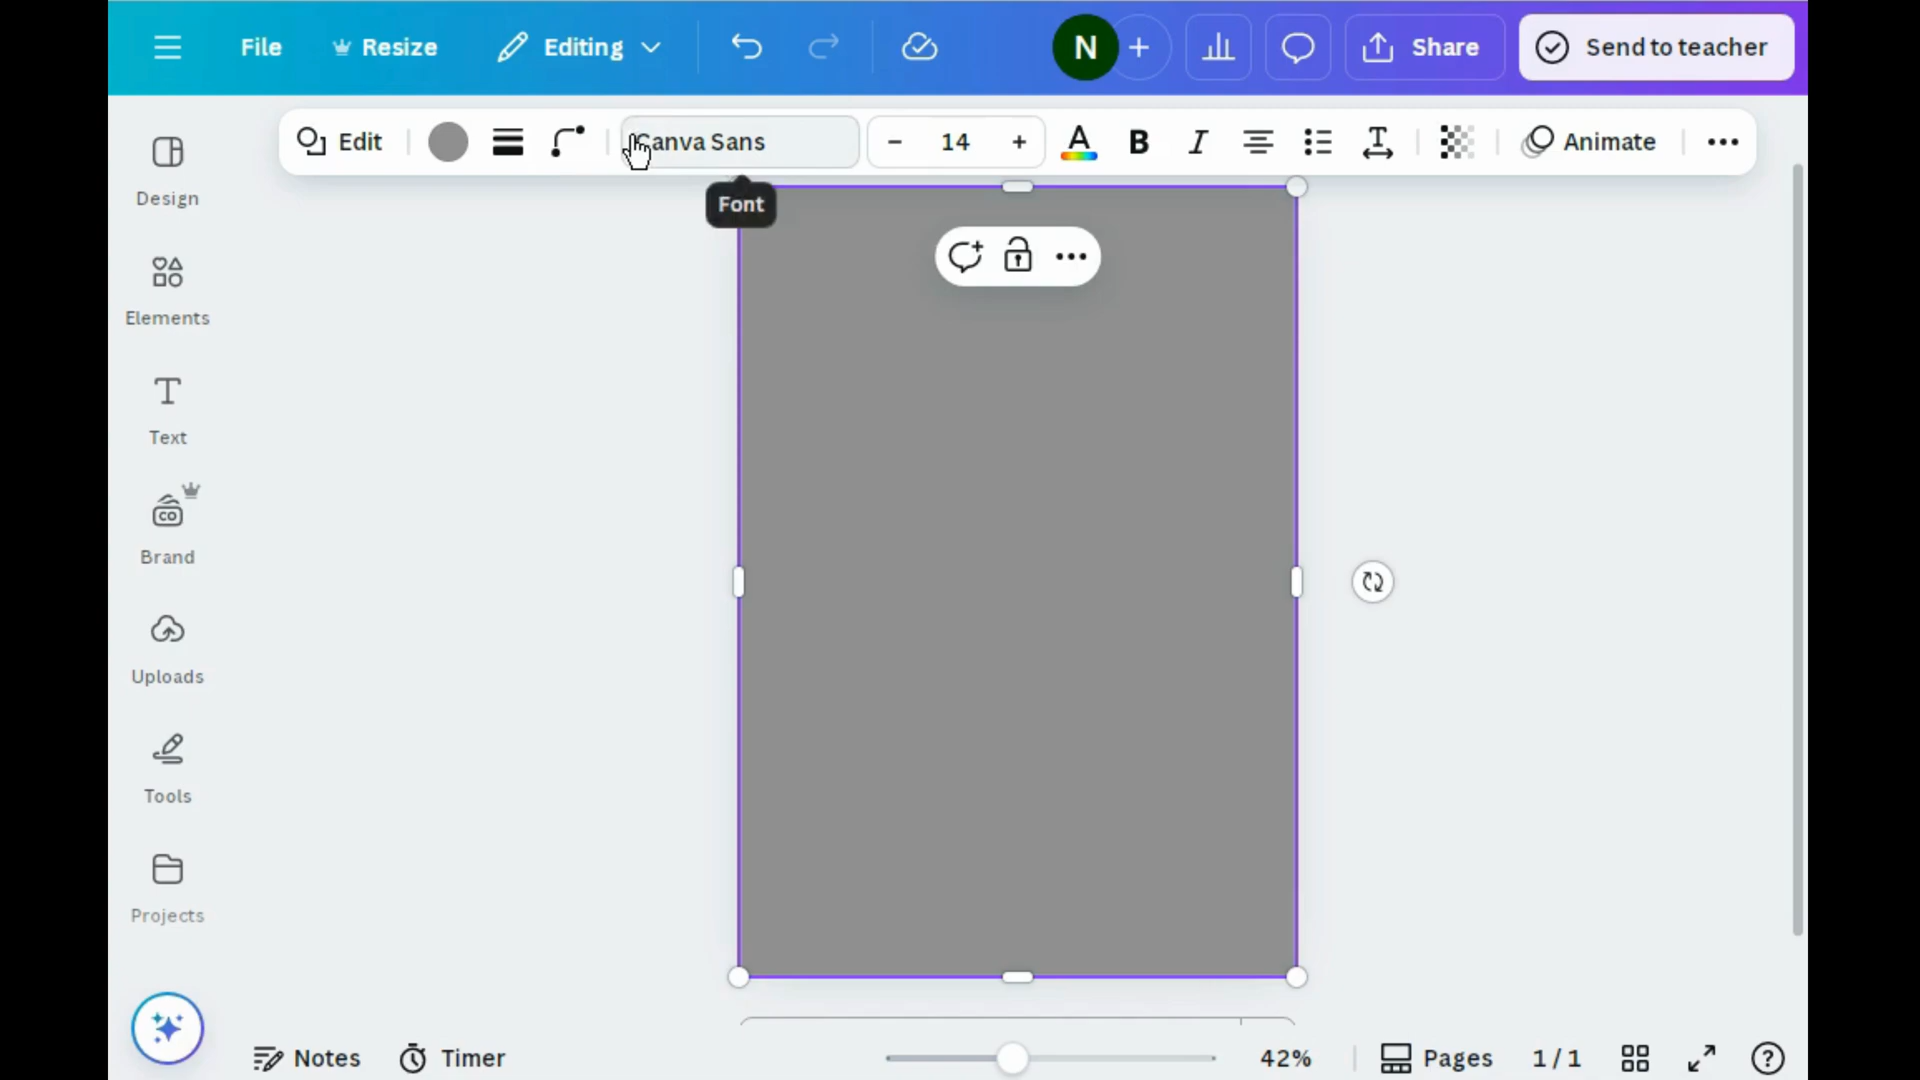 File
Resize
Editing
N
+
Share
Send to teacher
Edit
Canva Sans
− 14 +
A
B
I
T
Animate
Font
Design
Elements
T
Text
CO
Brand
Uploads
Tools
Projects
Notes
Timer
42%
Pages
1 / 1
?